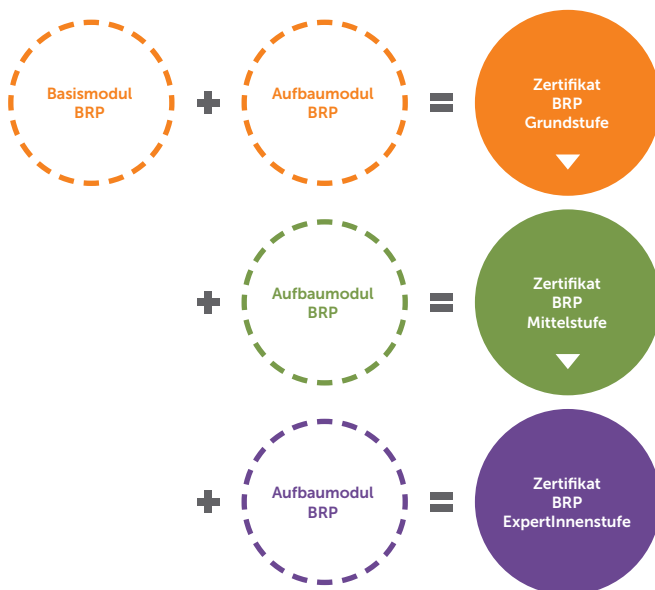 Basismodul
BRP
+
Aufbaumodul
BRP
=
Zertifikat
BRP
Grundstufe
+
Aufbaumodul
BRP
=
Zertifikat
BRP
Mittelstufe
+
Aufbaumodul
BRP
=
Zertifikat
BRP
ExpertInnenstufe